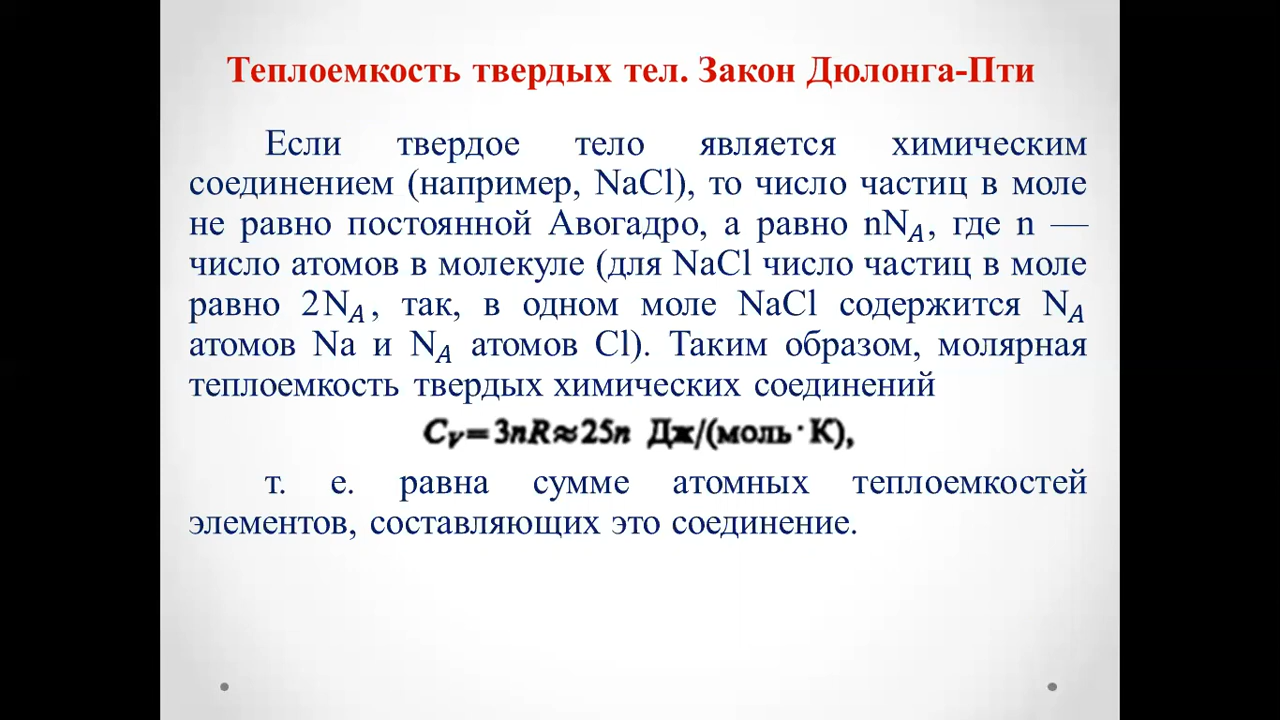 Теплоемкость твердых тел. Закон Дюлонга-Пти
Если твердое тело является химическим
соединением (например, NaCl), то число частиц в моле
не равно постоянной Авогадро, а равно nN_A, где n —
число атомов в молекуле (для NaCl число частиц в моле
равно 2N_A, так, в одном моле NaCl содержится N_A
атомов Na и N_A атомов Cl). Таким образом, молярная
теплоемкость твердых химических соединений
C_V = 3nR ≈ 25n Дж/(моль · К),
т. е. равна сумме атомных теплоемкостей
элементов, составляющих это соединение.